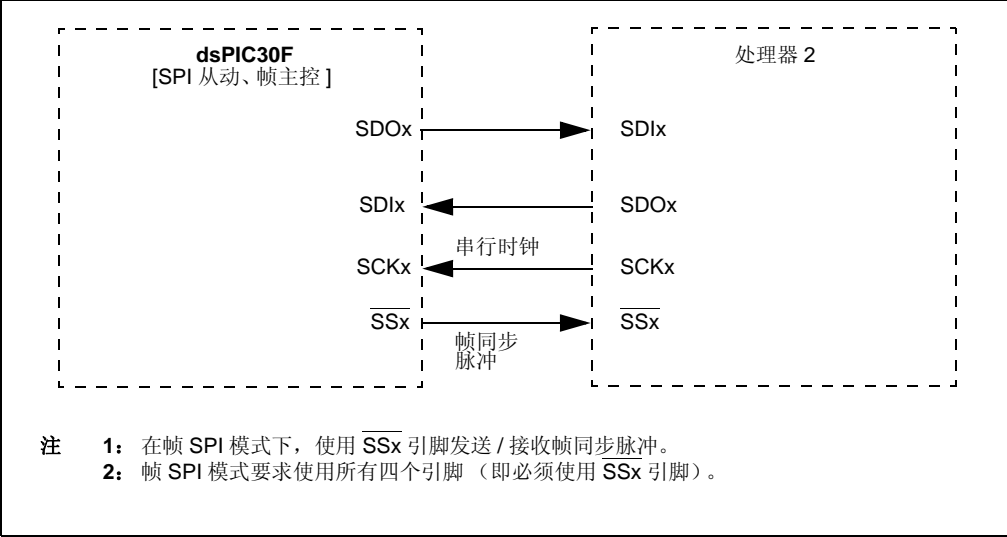 dsPIC30F
[SPI 从动、帧主控 ]
处理器 2
SDOx
SDIx
SDIx
SDOx
串行时钟
SCKx
SCKx
SSx
SSx
帧同步
脉冲
注 1： 在帧 SPI 模式下，使用 SSx 引脚发送 / 接收帧同步脉冲。
2： 帧 SPI 模式要求使用所有四个引脚 （即必须使用 SSx 引脚）。